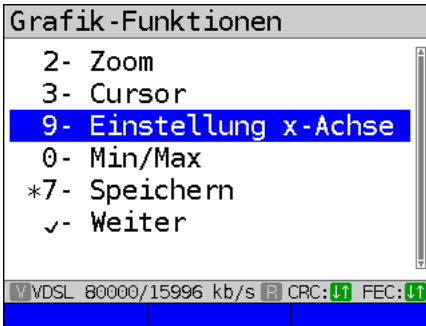 Grafik-Funktionen
2- Zoom
3- Cursor
9- Einstellung x-Achse
0- Min/Max
*7- Speichern
✓- Weiter
V VDSL 80000/15996 kb/s R CRC:↓↑ FEC:↓↑